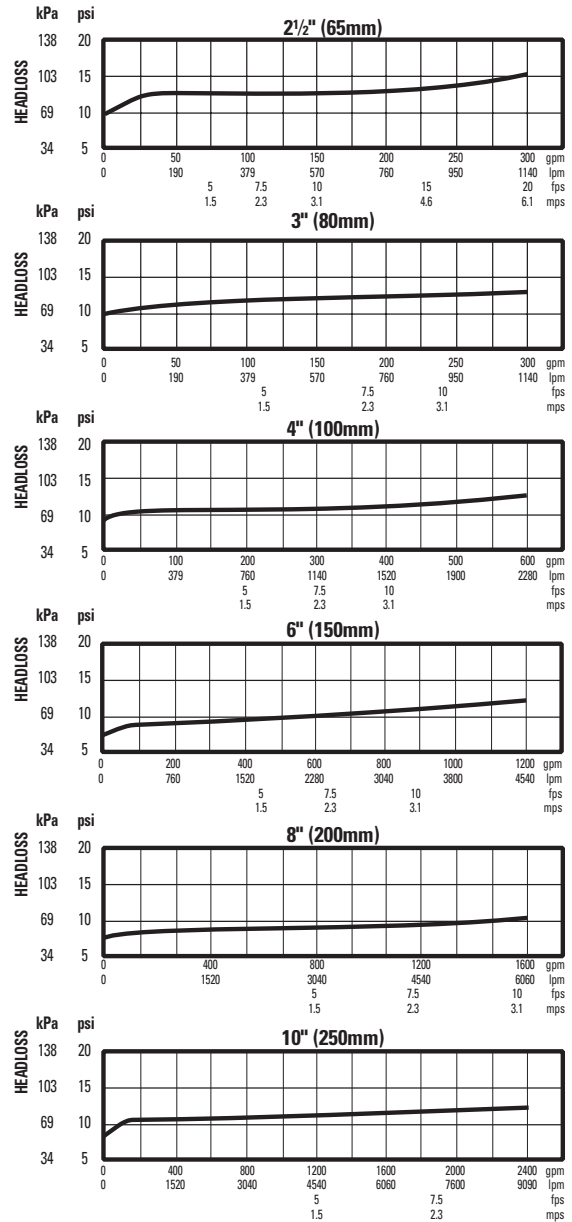 kPa psi
2½" (65mm)
138 20
103 15
HEADLOSS
69 10
34 5
0 50 100 150 200 250 300 gpm
0 190 379 570 760 950 1140 lpm
5 7.5 10 15 20 fps
1.5 2.3 3.1 4.6 6.1 mps
kPa psi
3" (80mm)
138 20
103 15
HEADLOSS
69 10
34 5
0 50 100 150 200 250 300 gpm
0 190 379 570 760 950 1140 lpm
5 7.5 10 fps
1.5 2.3 3.1 mps
kPa psi
4" (100mm)
138 20
103 15
HEADLOSS
69 10
34 5
0 100 200 300 400 500 600 gpm
0 379 760 1140 1520 1900 2280 lpm
5 7.5 10 fps
1.5 2.3 3.1 mps
kPa psi
6" (150mm)
138 20
103 15
HEADLOSS
69 10
34 5
0 200 400 600 800 1000 1200 gpm
0 760 1520 2280 3040 3800 4540 lpm
5 7.5 10 fps
1.5 2.3 3.1 mps
kPa psi
8" (200mm)
138 20
103 15
HEADLOSS
69 10
34 5
0 400 800 1200 1600 gpm
0 1520 3040 4540 6060 lpm
5 7.5 10 fps
1.5 2.3 3.1 mps
kPa psi
10" (250mm)
138 20
103 15
HEADLOSS
69 10
34 5
0 400 800 1200 1600 2000 2400 gpm
0 1520 3040 4540 6060 7600 9090 lpm
5 7.5 fps
1.5 2.3 mps